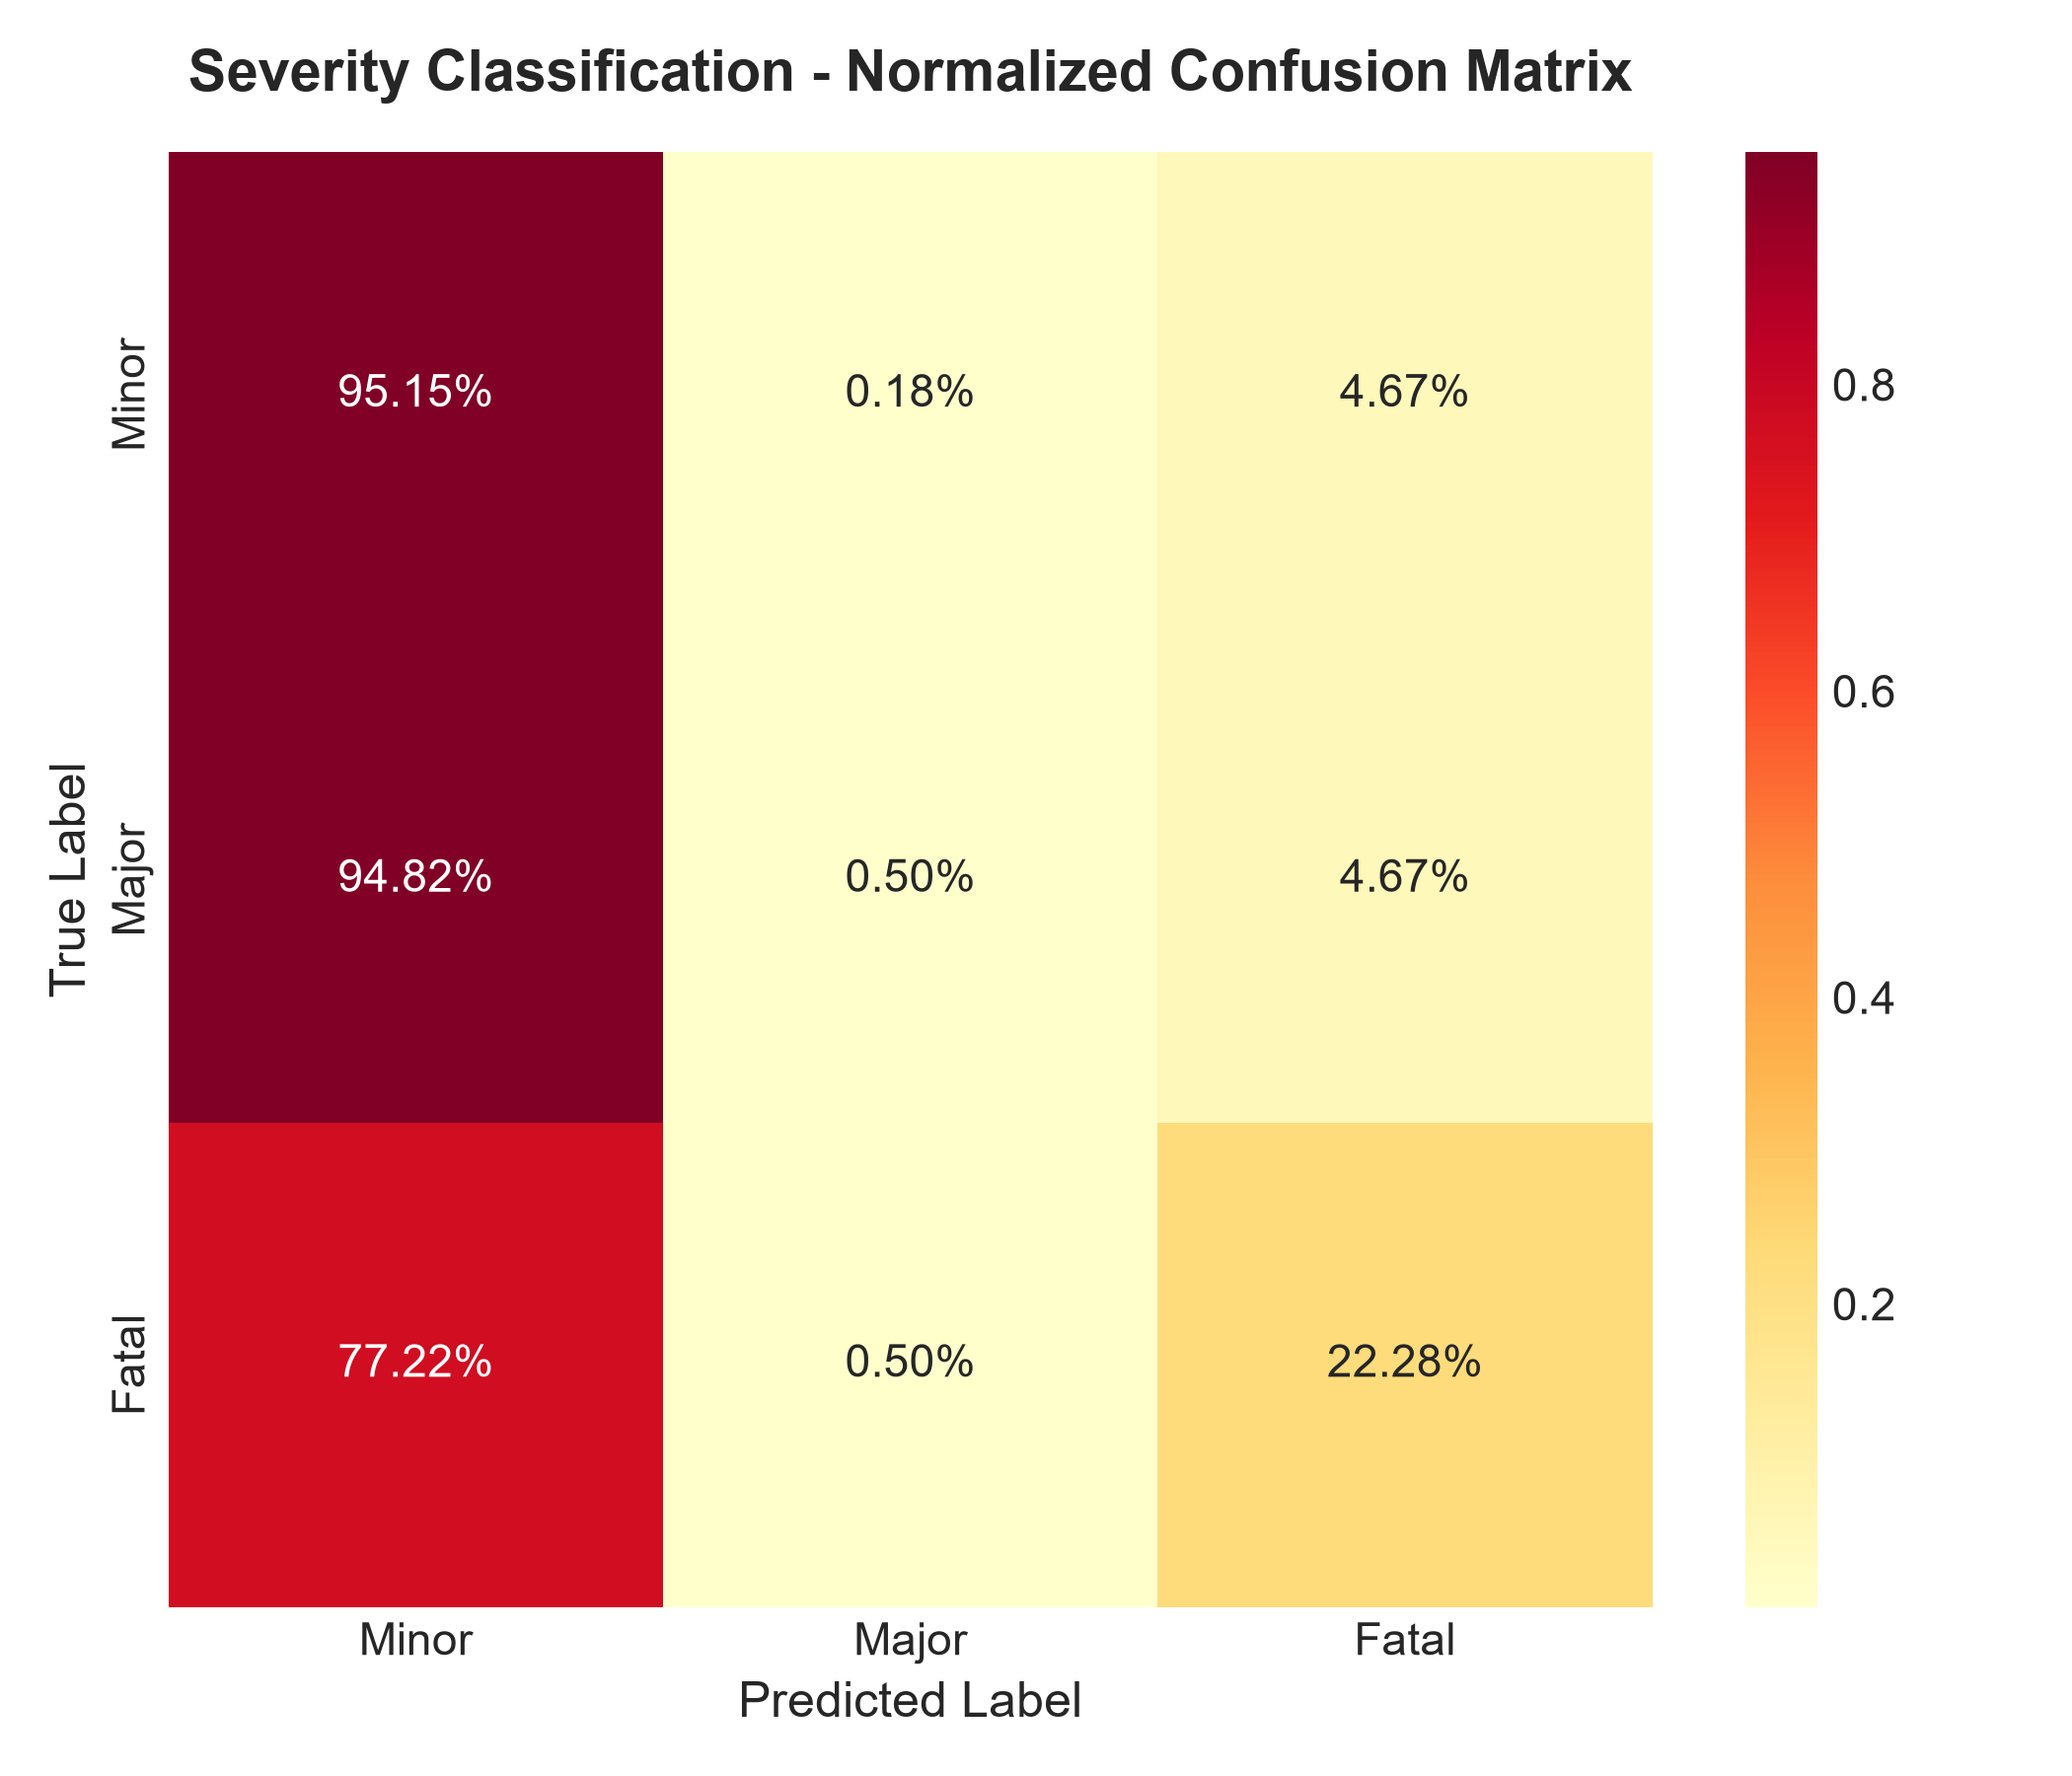 Severity Classification - Normalized Confusion Matrix
True Label
Minor
95.15%
0.18%
4.67%
Major
94.82%
0.50%
4.67%
Fatal
77.22%
0.50%
22.28%
Minor
Major
Fatal
Predicted Label
0.8
0.6
0.4
0.2